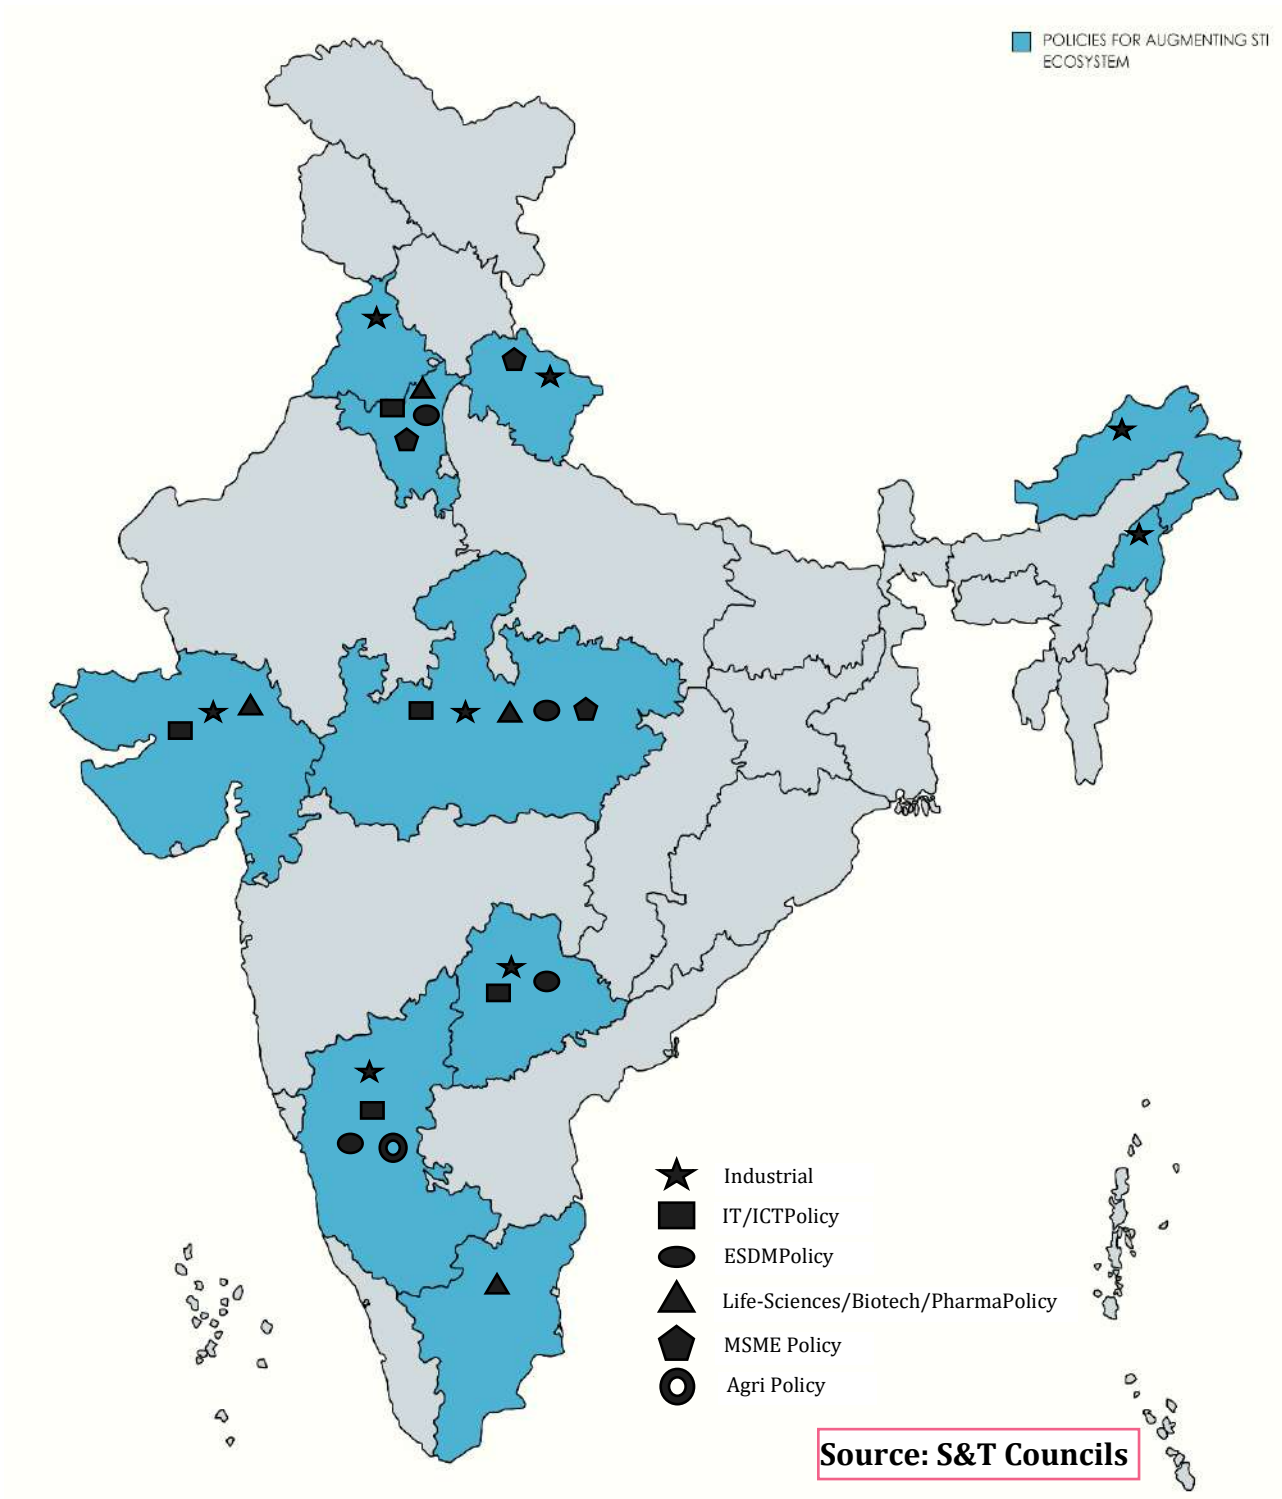 POLICIES FOR AUGMENTING STI
ECOSYSTEM
Industrial
IT/ICTPolicy
ESDMPolicy
Life-Sciences/Biotech/PharmaPolicy
MSME Policy
Agri Policy
Source: S&T Councils